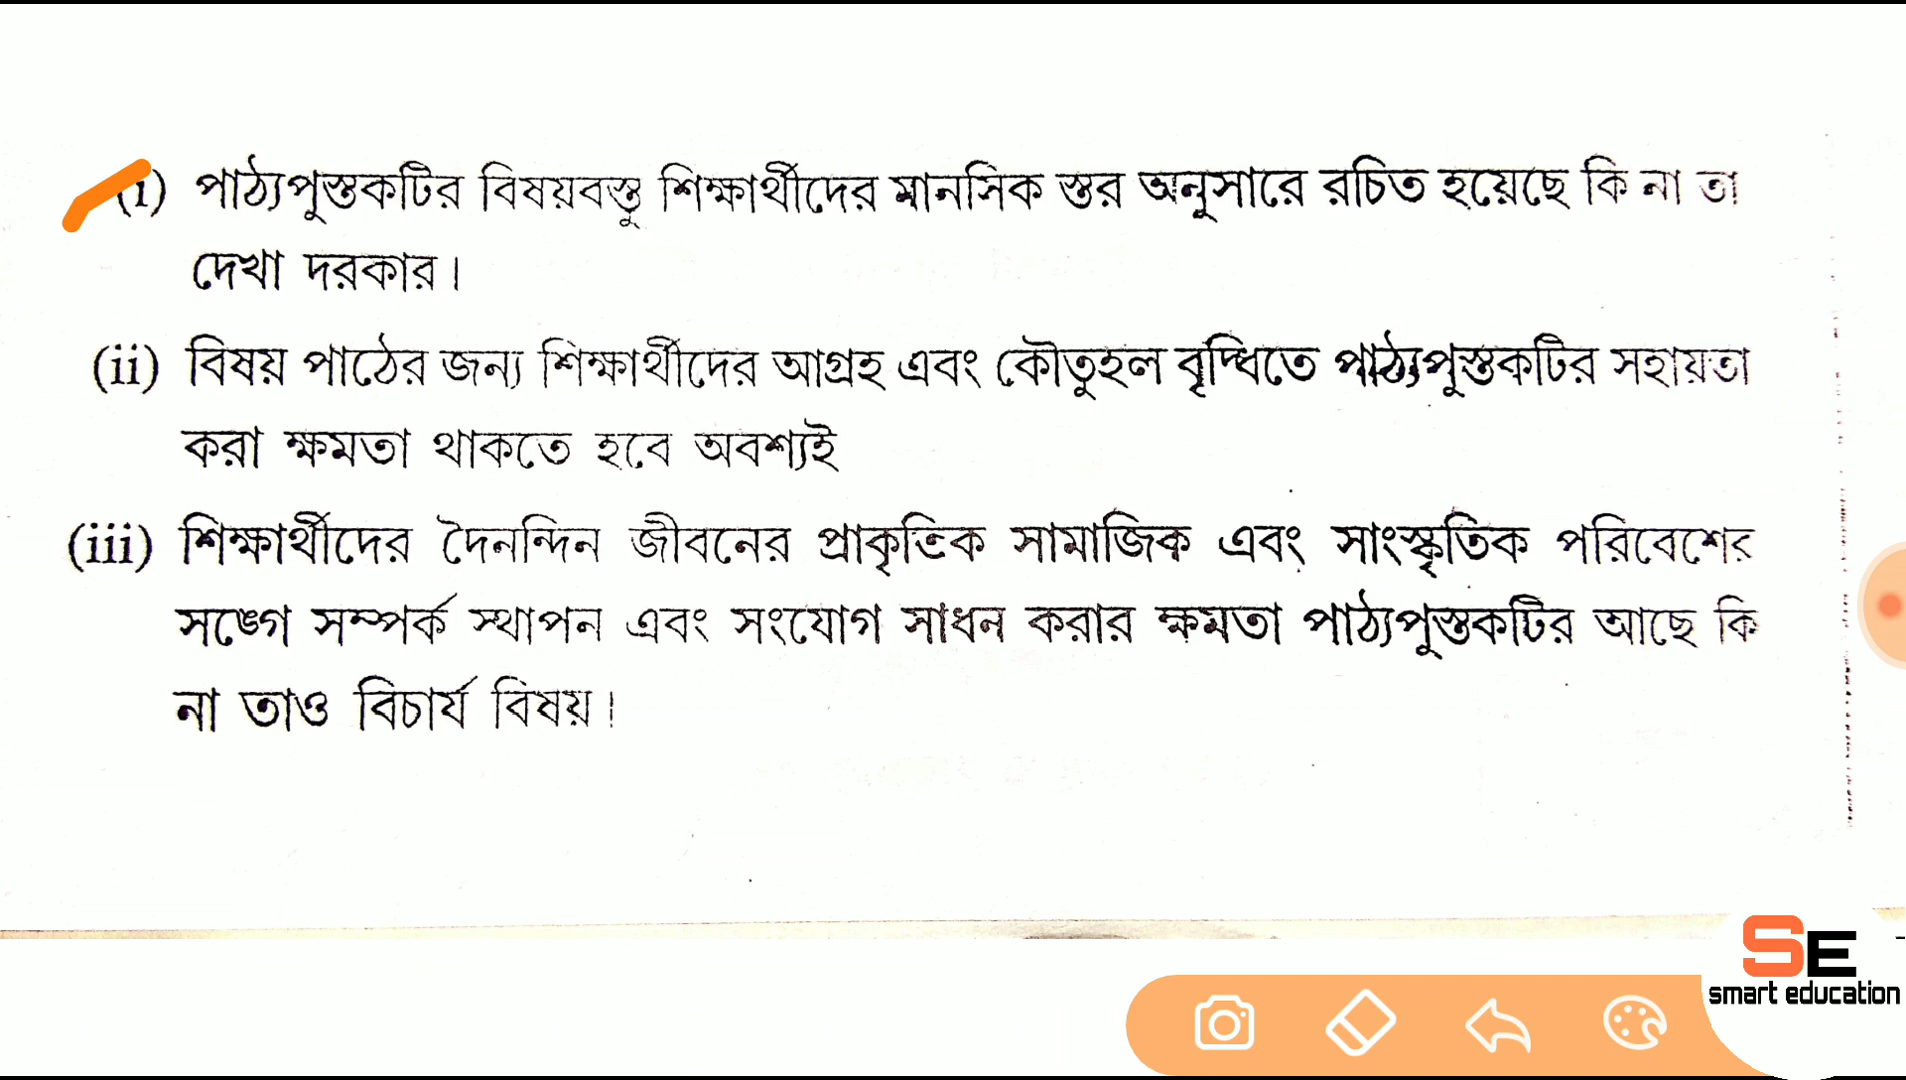 (i) পাঠ্যপুস্তকটির বিষয়বস্তু শিক্ষার্থীদের মানসিক স্তর অনুসারে রচিত হয়েছে কি না তা
দেখা দরকার।
(ii) বিষয় পাঠের জন্য শিক্ষার্থীদের আগ্রহ এবং কৌতুহল বৃদ্ধিতে পাঠ্যপুস্তকটির সহায়তা
করা ক্ষমতা থাকতে হবে অবশ্যই
(iii) শিক্ষার্থীদের দৈনন্দিন জীবনের প্রাকৃতিক সামাজিক এবং সাংস্কৃতিক পরিবেশের
সঙ্গে সম্পর্ক স্থাপন এবং সংযোগ সাধন করার ক্ষমতা পাঠ্যপুস্তকটির আছে কি
না তাও বিচার্য বিষয়।
SE
smart education